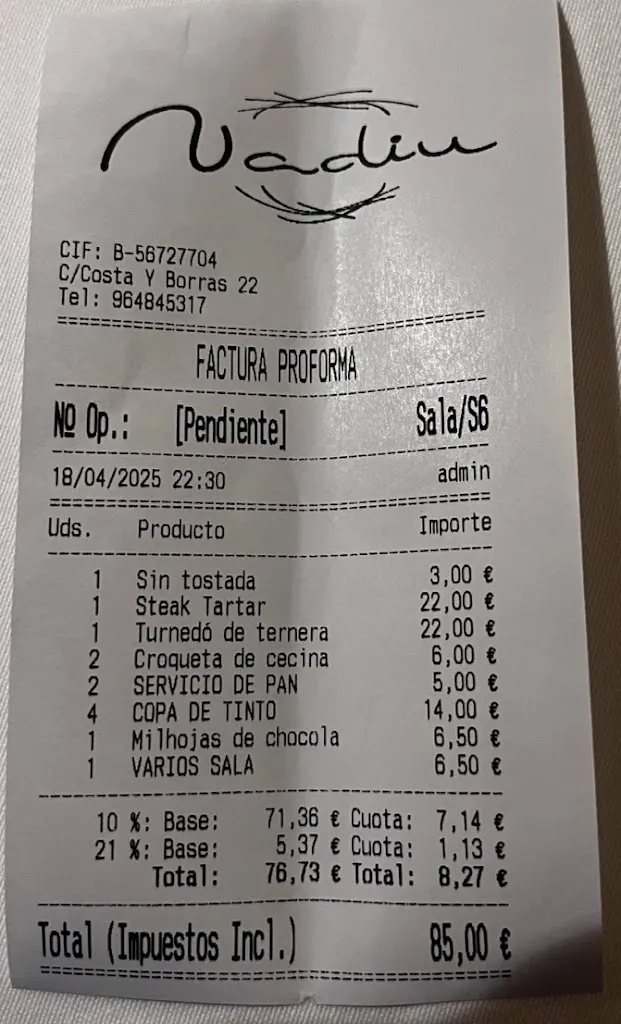 Nadiu
CIF: B-56727704
C/Costa Y Borras 22
Tel: 964845317
FACTURA PROFORMA
Nº Op.: [Pendiente] Sala/S6
18/04/2025 22:30 admin
Uds. Producto Importe
1 Sin tostada 3,00 €
1 Steak Tartar 22,00 €
1 Turnedó de ternera 22,00 €
2 Croqueta de cecina 6,00 €
2 SERVICIO DE PAN 5,00 €
4 COPA DE TINTO 14,00 €
1 Milhojas de chocola 6,50 €
1 VARIOS SALA 6,50 €
10 %: Base: 71,36 € Cuota: 7,14 €
21 %: Base: 5,37 € Cuota: 1,13 €
Total: 76,73 € Total: 8,27 €
Total (Impuestos Incl.) 85,00 €